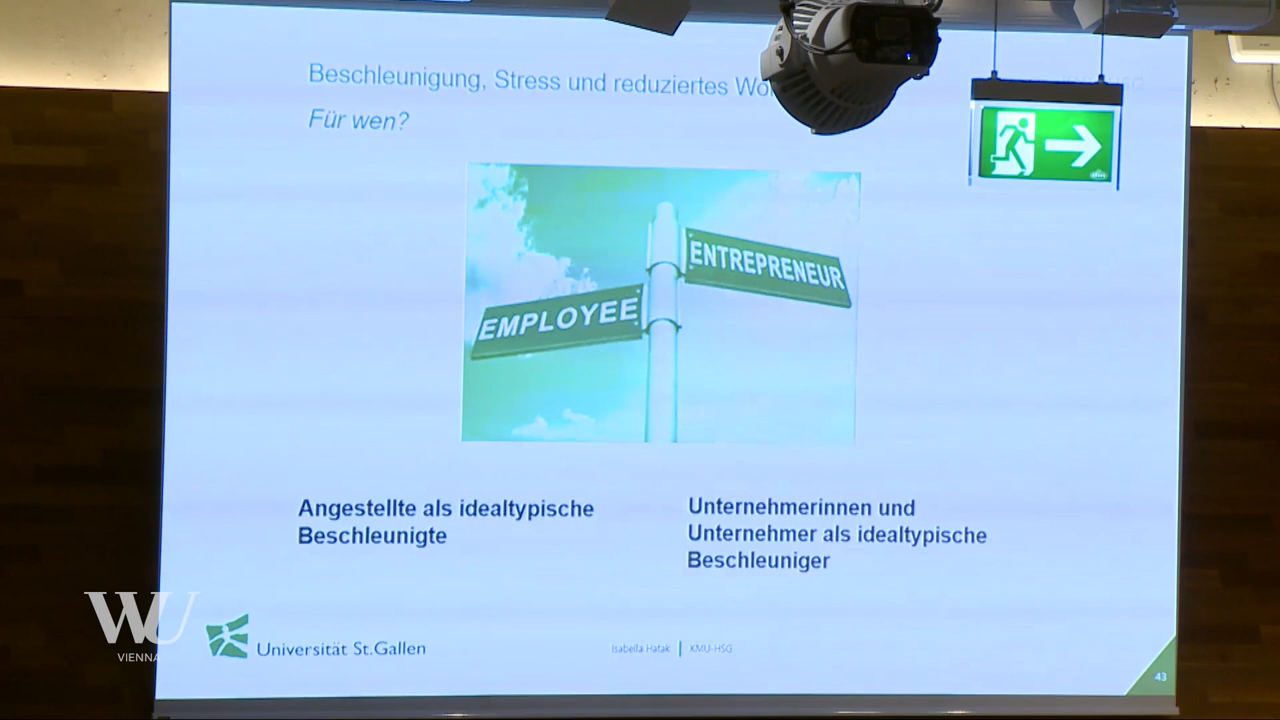 Beschleunigung, Stress und reduziertes
Für wen?
ENTREPRENEUR
EMPLOYEE
Angestellte als idealtypische
Beschleunigte
Unternehmerinnen und
Unternehmer als idealtypische
Beschleuniger
WU
VIENNA
Universität St.Gallen
Isabella Hatak | KMU-HSG
43